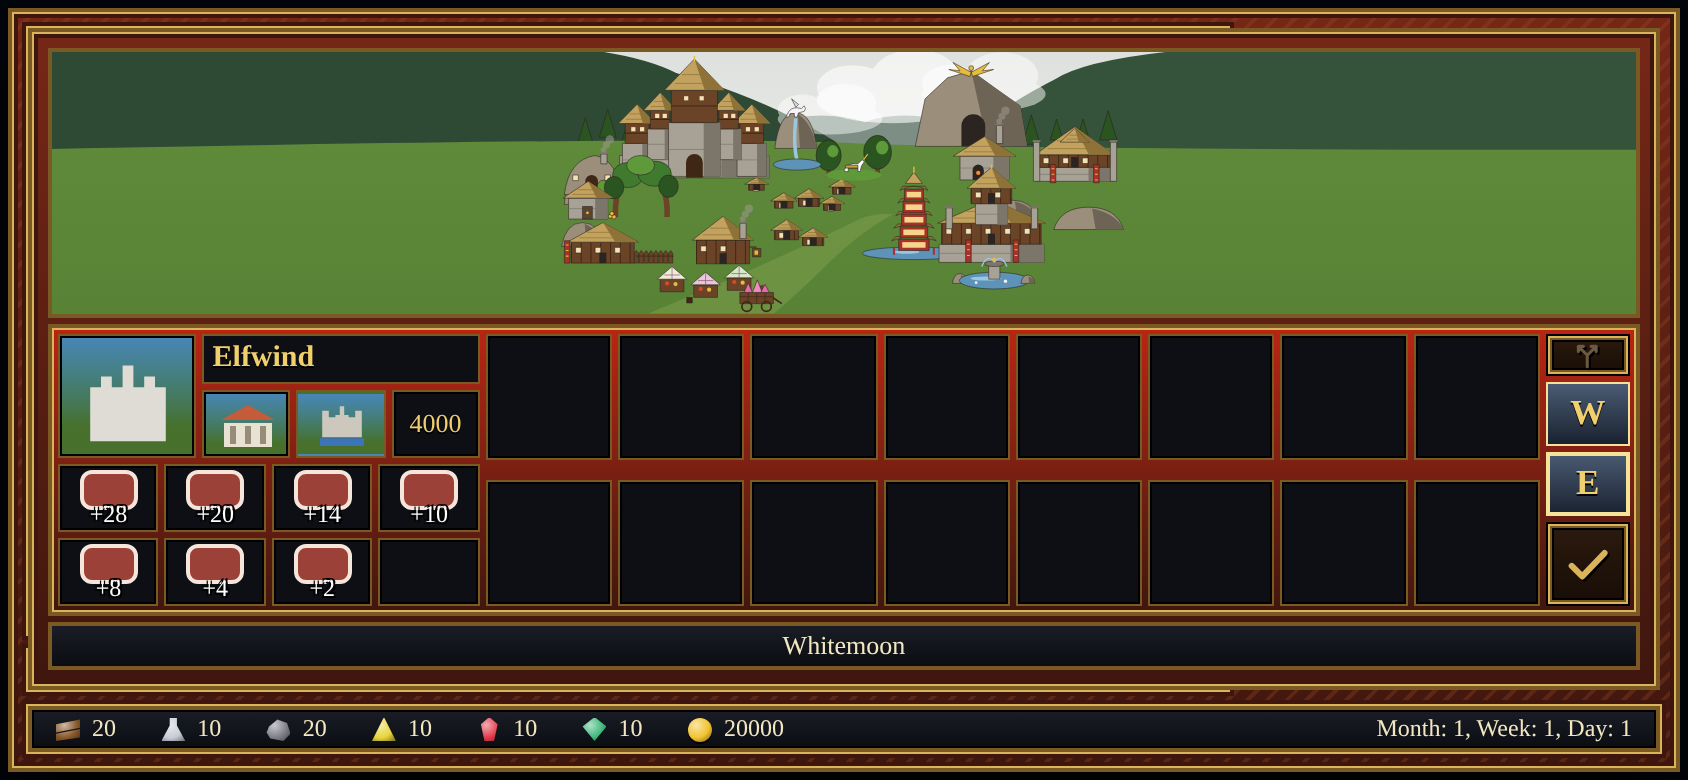 Elfwind
4000
W
+28 +20 +14 +10
E
+8 +4 +2
Whitemoon
20 10 20 10 10 10 20000 Month: 1, Week: 1, Day: 1